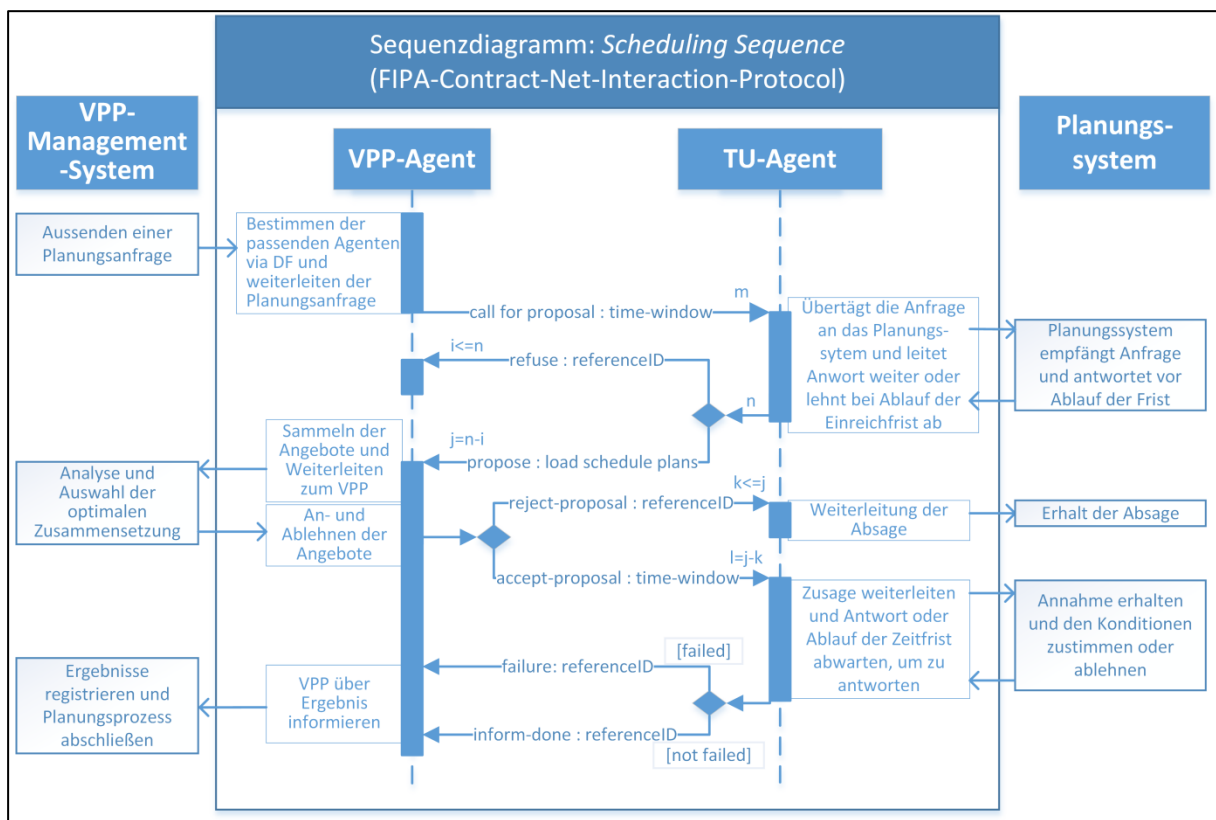 Sequenzdiagramm: Scheduling Sequence
(FIPA-Contract-Net-Interaction-Protocol)
VPP-
Management
-System
VPP-Agent
TU-Agent
Planungs-
system
Aussenden einer
Planungsanfrage
Bestimmen der
passenden Agenten
via DF und
weiterleiten der
Planungsanfrage
call for proposal : time-window
m
Übertägt die Anfrage
an das Planungs-
sytem und leitet
Anwort weiter oder
lehnt bei Ablauf der
Einreichfrist ab
Planungssystem
empfängt Anfrage
und antwortet vor
Ablauf der Frist
i<=n
refuse : referenceID
n
j=n-i
propose : load schedule plans
Sammeln der
Angebote und
Weiterleiten
zum VPP
Analyse und
Auswahl der
optimalen
Zusammensetzung
An- und
Ablehnen der
Angebote
k<=j
reject-proposal : referenceID
Weiterleitung der
Absage
Erhalt der Absage
l=j-k
accept-proposal : time-window
Zusage weiterleiten
und Antwort oder
Ablauf der Zeitfrist
abwarten, um zu
antworten
Annahme erhalten
und den Konditionen
zustimmen oder
ablehnen
[failed]
failure: referenceID
VPP über
Ergebnis
informieren
Ergebnisse
registrieren und
Planungsprozess
abschließen
inform-done : referenceID
[not failed]